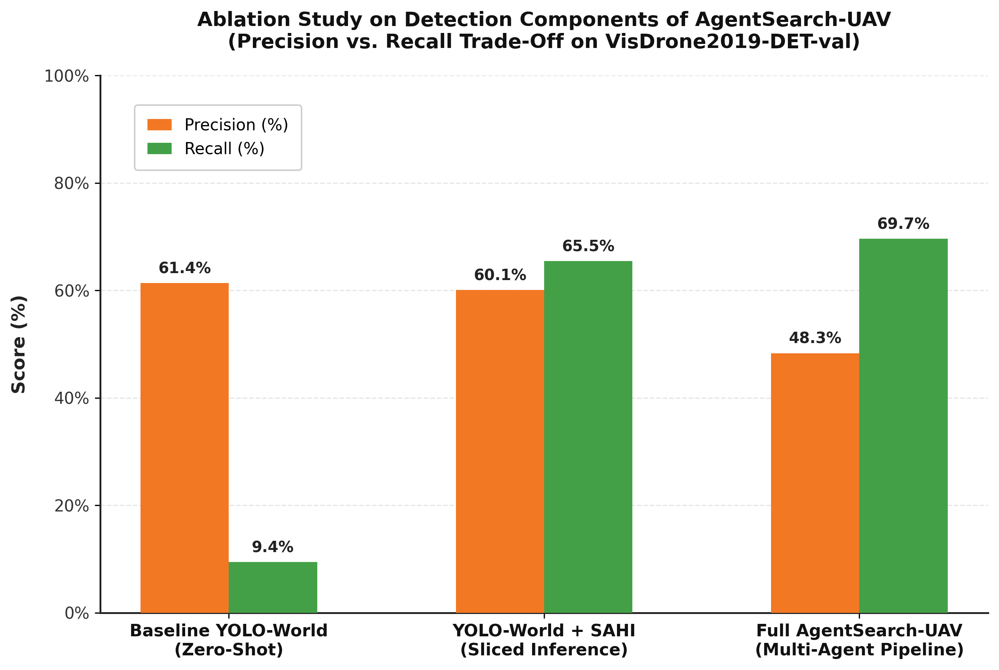 Ablation Study on Detection Components of AgentSearch-UAV
(Precision vs. Recall Trade-Off on VisDrone2019-DET-val)
100%
80%
60%
40%
20%
0%
Score (%)
Precision (%)
Recall (%)
61.4%
9.4%
60.1%
65.5%
48.3%
69.7%
Baseline YOLO-World
(Zero-Shot)
YOLO-World + SAHI
(Sliced Inference)
Full AgentSearch-UAV
(Multi-Agent Pipeline)